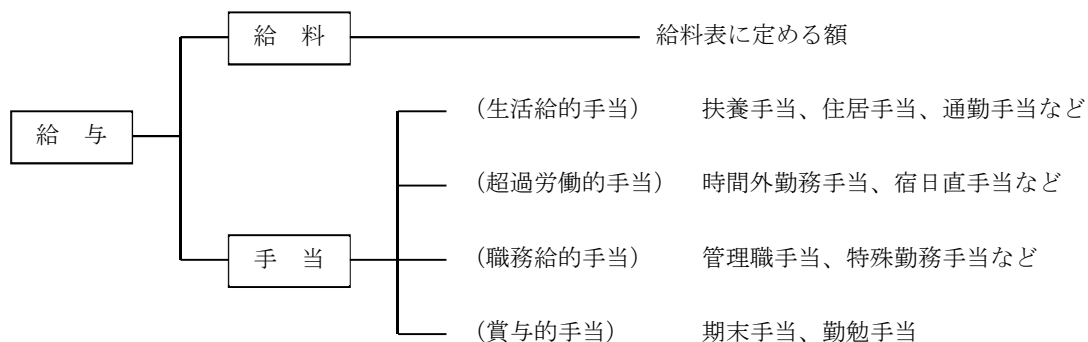 給 料 給料表に定める額
(生活給的手当) 扶養手当、住居手当、通勤手当など
給 与
(超過労働的手当) 時間外勤務手当、宿日直手当など
手 当 (職務給的手当) 管理職手当、特殊勤務手当など
(賞与的手当) 期末手当、勤勉手当